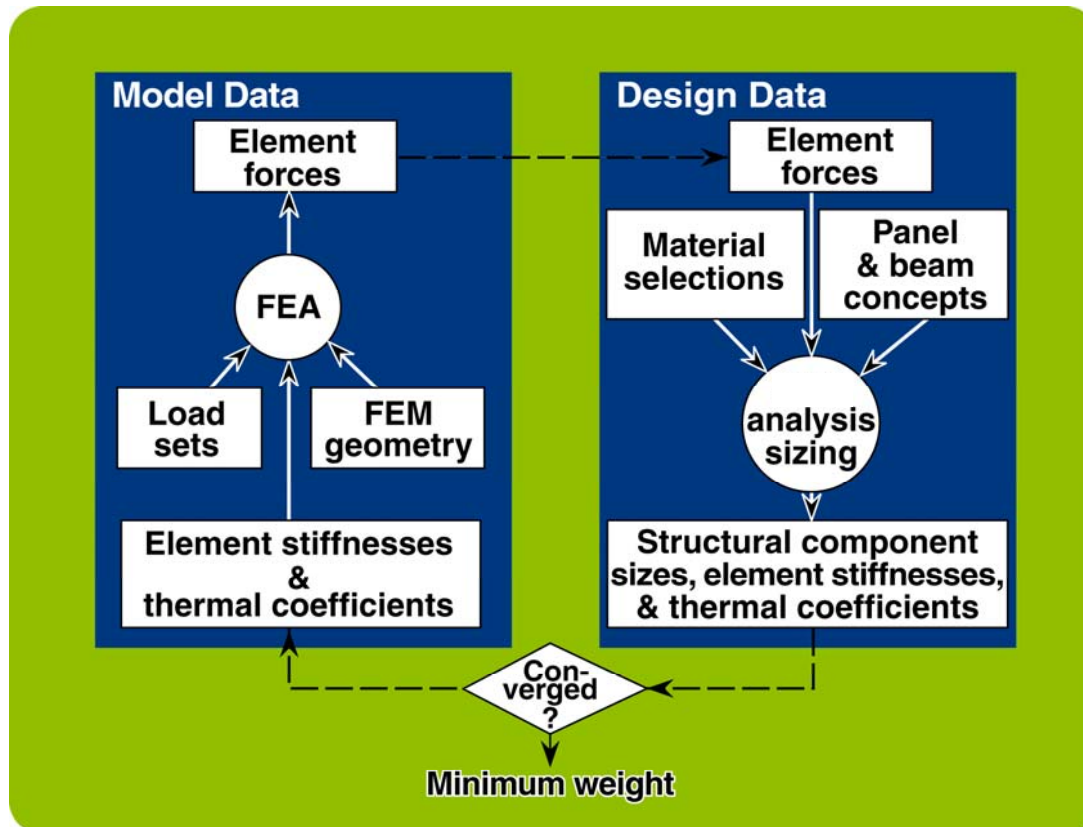 Model Data
Element
forces
FEA
Load
sets
FEM
geometry
Element stiffnesses
&
thermal coefficients
Design Data
Element
forces
Material
selections
Panel
& beam
concepts
analysis
sizing
Structural component
sizes, element stiffnesses,
& thermal coefficients
Con-
verged
?
Minimum weight